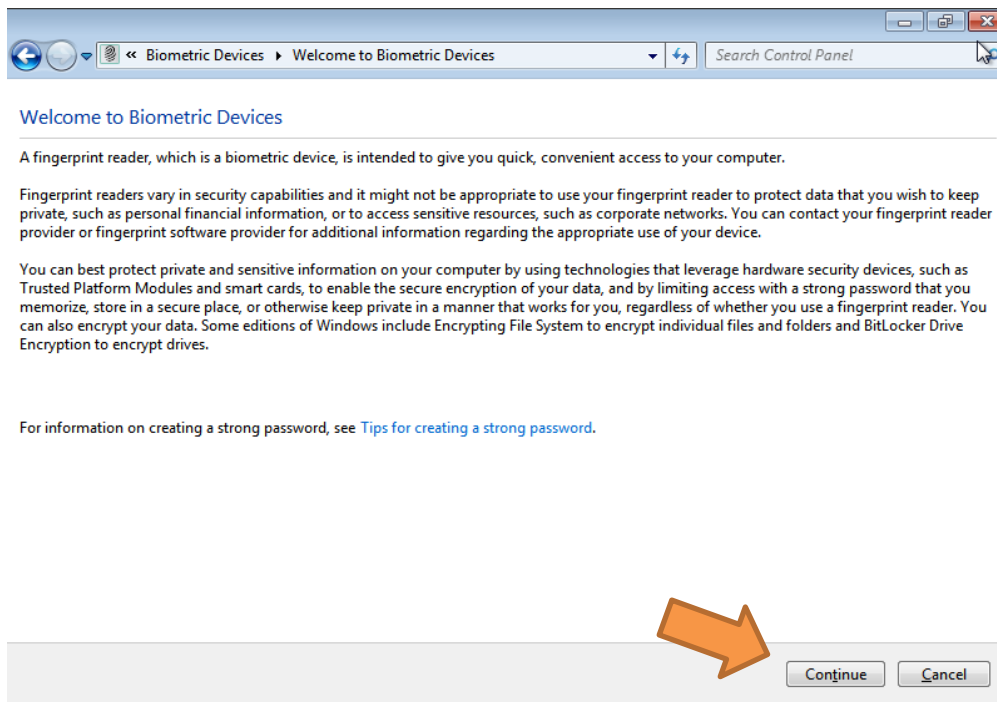 « Biometric Devices ▸ Welcome to Biometric Devices
Search Control Panel
Welcome to Biometric Devices
A fingerprint reader, which is a biometric device, is intended to give you quick, convenient access to your computer.
Fingerprint readers vary in security capabilities and it might not be appropriate to use your fingerprint reader to protect data that you wish to keep
private, such as personal financial information, or to access sensitive resources, such as corporate networks. You can contact your fingerprint reader
provider or fingerprint software provider for additional information regarding the appropriate use of your device.
You can best protect private and sensitive information on your computer by using technologies that leverage hardware security devices, such as
Trusted Platform Modules and smart cards, to enable the secure encryption of your data, and by limiting access with a strong password that you
memorize, store in a secure place, or otherwise keep private in a manner that works for you, regardless of whether you use a fingerprint reader. You
can also encrypt your data. Some editions of Windows include Encrypting File System to encrypt individual files and folders and BitLocker Drive
Encryption to encrypt drives.
For information on creating a strong password, see Tips for creating a strong password.
Continue
Cancel